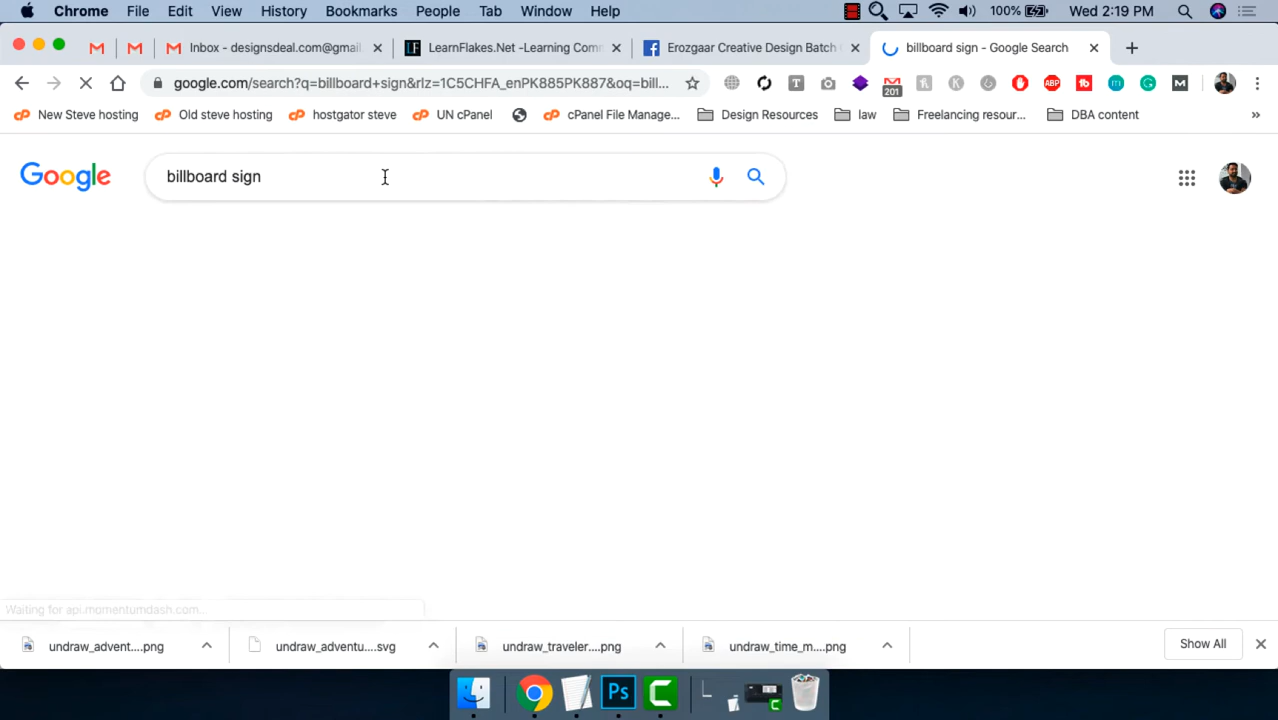 Chrome File Edit View History Bookmarks People Tab Window Help 100% Wed 2:19 PM
Inbox - designsdeal.com@gmail. LF LearnFlakes.Net -Learning Com Erozgaar Creative Design Batch billboard sign - Google Search
google.com/search?q=billboard+sign&rlz=1C5CHFA_enPK885PK887&oq=bill... 201 ABP
New Steve hosting Old steve hosting hostgator steve UN cPanel cPanel File Manage... Design Resources law Freelancing resour... DBA content »
Google billboard sign
Waiting for api.momentumdash.com...
undraw_advent....png undraw_adventu....svg undraw_traveler....png undraw_time_m....png Show All
Ps